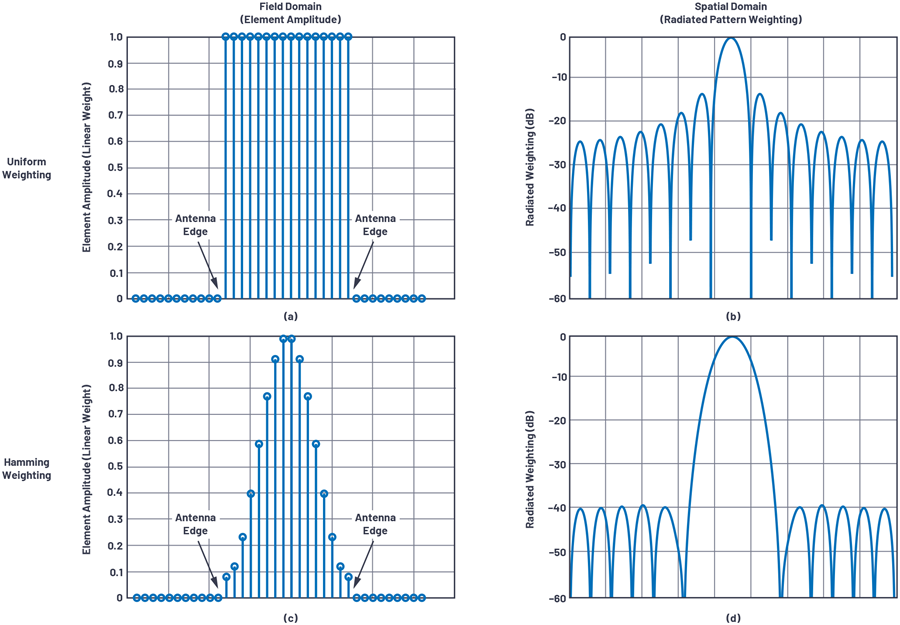 Field Domain
(Element Amplitude)
Spatial Domain
(Radiated Pattern Weighting)
Uniform
Weighting
Element Amplitude (Linear Weight)
1.0
0.9
0.8
0.7
0.6
0.5
0.4
0.3
0.2
0.1
0
Antenna
Edge
Antenna
Edge
(a)
Radiated Weighting (dB)
0
–10
–20
–30
–40
–50
–60
(b)
Hamming
Weighting
Element Amplitude (Linear Weight)
1.0
0.9
0.8
0.7
0.6
0.5
0.4
0.3
0.2
0.1
0
Antenna
Edge
Antenna
Edge
(c)
Radiated Weighting (dB)
0
–10
–20
–30
–40
–50
–60
(d)